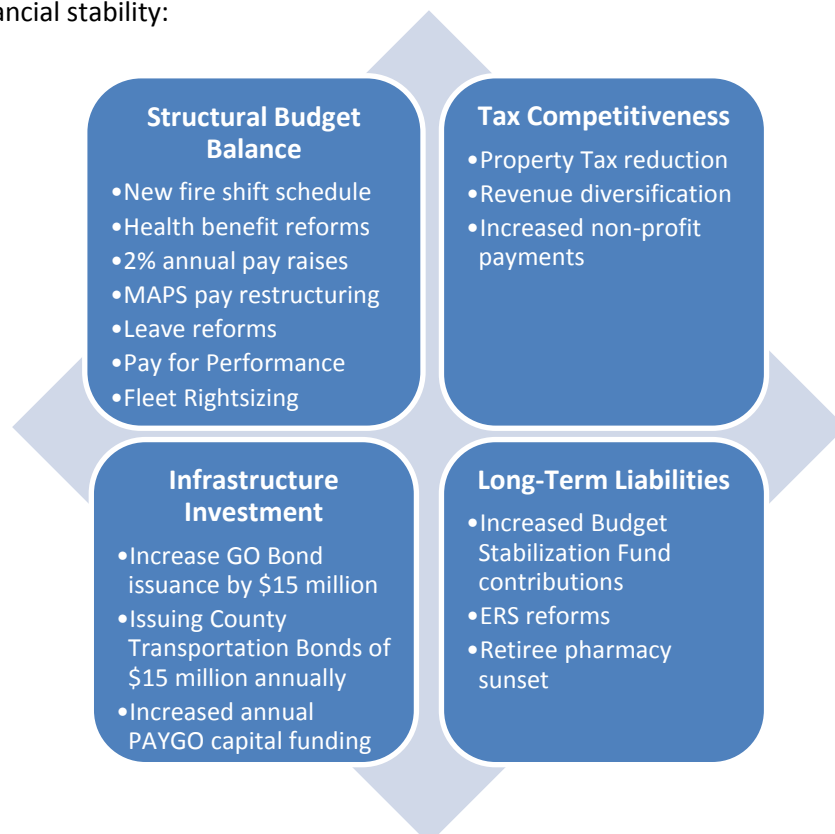 ancial stability:
Structural Budget
Balance
•New fire shift schedule
•Health benefit reforms
•2% annual pay raises
•MAPS pay restructuring
•Leave reforms
•Pay for Performance
•Fleet Rightsizing
Tax Competitiveness
•Property Tax reduction
•Revenue diversification
•Increased non-profit
payments
Infrastructure
Investment
•Increase GO Bond
issuance by $15 million
•Issuing County
Transportation Bonds of
$15 million annually
•Increased annual
PAYGO capital funding
Long-Term Liabilities
•Increased Budget
Stabilization Fund
contributions
•ERS reforms
•Retiree pharmacy
sunset